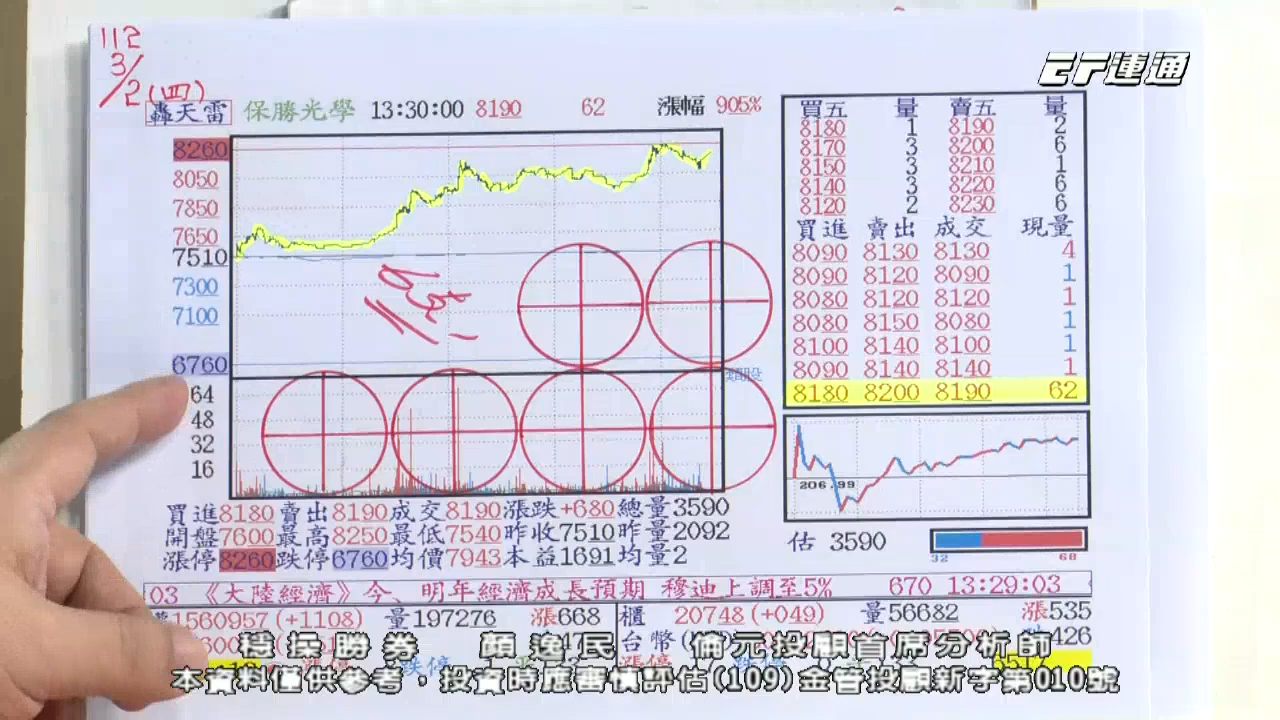 112
3/2(四)
EF運通
轟天雷 保勝光學 13:30:00 8190 62 漲幅 905%
8260
8050
7850
7650
7510
7300
7100
6760
64
48
32
16
類股
買五 量 賣五 量
8180 1 8190 2
8170 3 8200 6
8150 3 8210 1
8140 3 8220 6
8120 2 8230 6
買進 賣出 成交 現量
8090 8130 8130 4
8090 8120 8090 1
8080 8120 8120 1
8080 8150 8080 1
8100 8140 8100 1
8090 8140 8140 1
8180 8200 8190 62
206.99
買進8180 賣出8190 成交8190 漲跌+680 總量3590
開盤7600 最高8250 最低7540 昨收7510 昨量2092
漲停8260 跌停6760 均價7943 本益1691 均量2
估 3590
32 68
03 《大陸經濟》今、明年經濟成長預期 穆迪上調至5% 670 13:29:03
1560957(+1108) 量197276 漲668 櫃 20748(+049) 量56682 漲535
台幣 426
穩操勝券 顏逸民 倫元投顧首席分析師
本資料僅供參考．投資時應審慎評估(109)金管投顧新字第010號